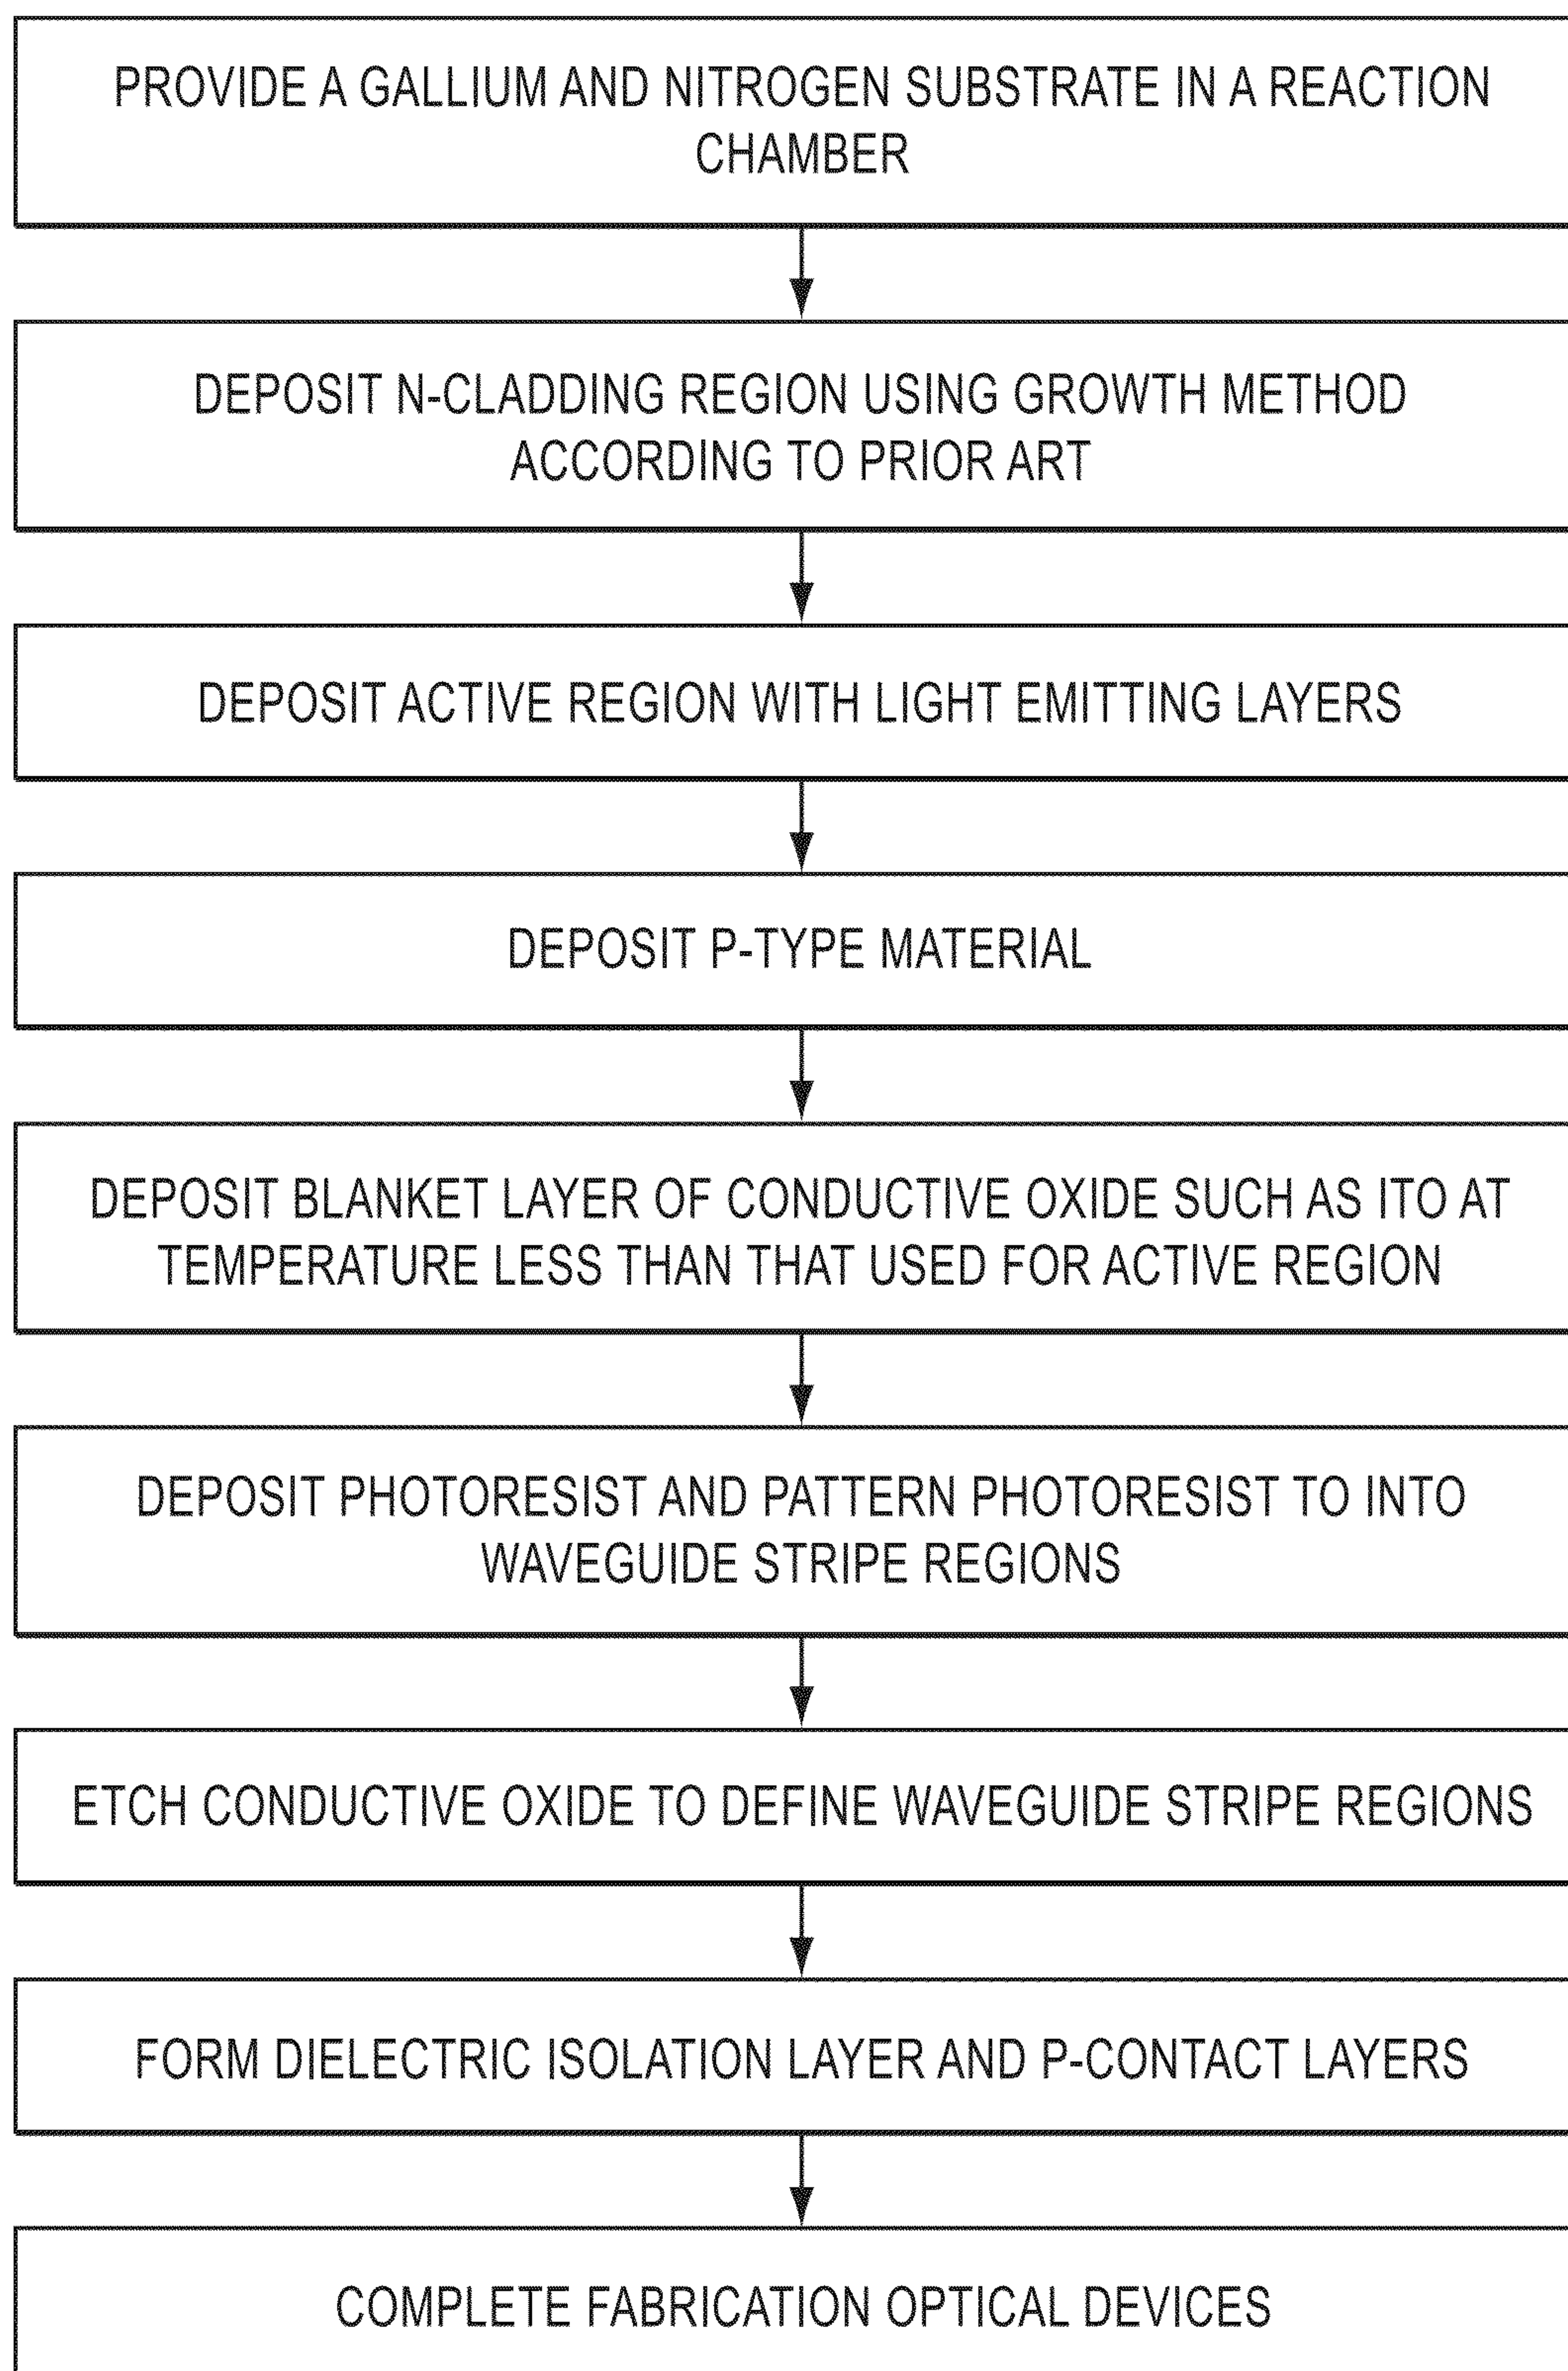 PROVIDE A GALLIUM AND NITROGEN SUBSTRATE IN A REACTION
CHAMBER
DEPOSIT N-CLADDING REGION USING GROWTH METHOD
ACCORDING TO PRIOR ART
DEPOSIT ACTIVE REGION WITH LIGHT EMITTING LAYERS
DEPOSIT P-TYPE MATERIAL
DEPOSIT BLANKET LAYER OF CONDUCTIVE OXIDE SUCH AS ITO AT
TEMPERATURE LESS THAN THAT USED FOR ACTIVE REGION
DEPOSIT PHOTORESIST AND PATTERN PHOTORESIST TO INTO
WAVEGUIDE STRIPE REGIONS
ETCH CONDUCTIVE OXIDE TO DEFINE WAVEGUIDE STRIPE REGIONS
FORM DIELECTRIC ISOLATION LAYER AND P-CONTACT LAYERS
COMPLETE FABRICATION OPTICAL DEVICES